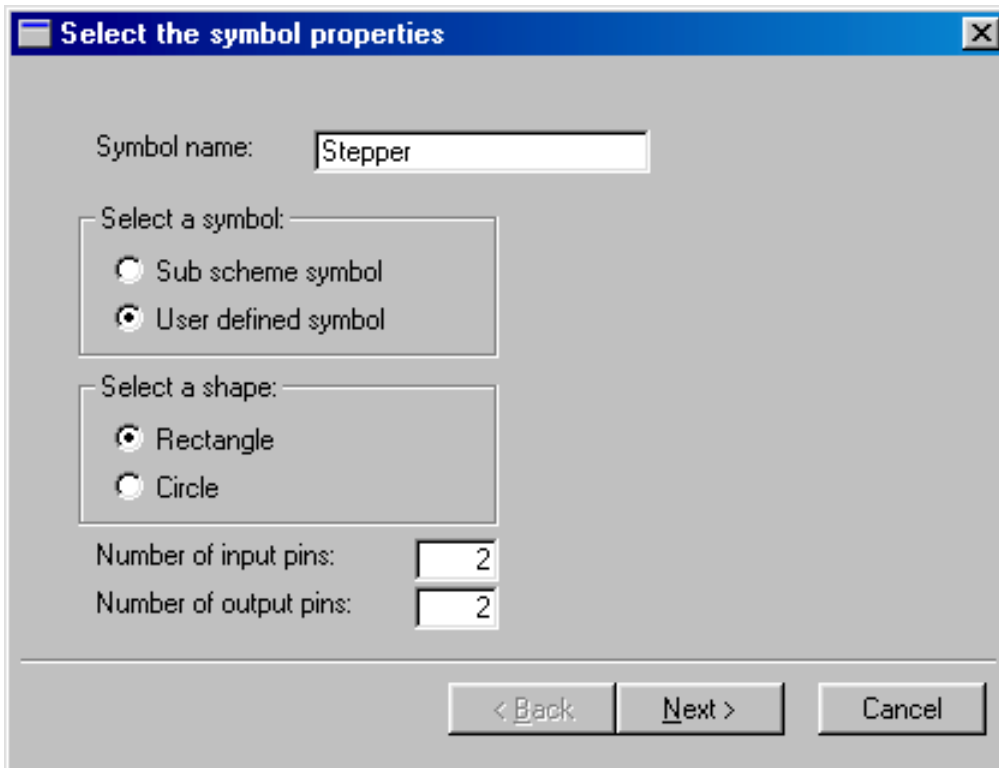 Select the symbol properties
Symbol name: Stepper
Select a symbol:
Sub scheme symbol
User defined symbol
Select a shape:
Rectangle
Circle
Number of input pins: 2
Number of output pins: 2
< Back Next > Cancel